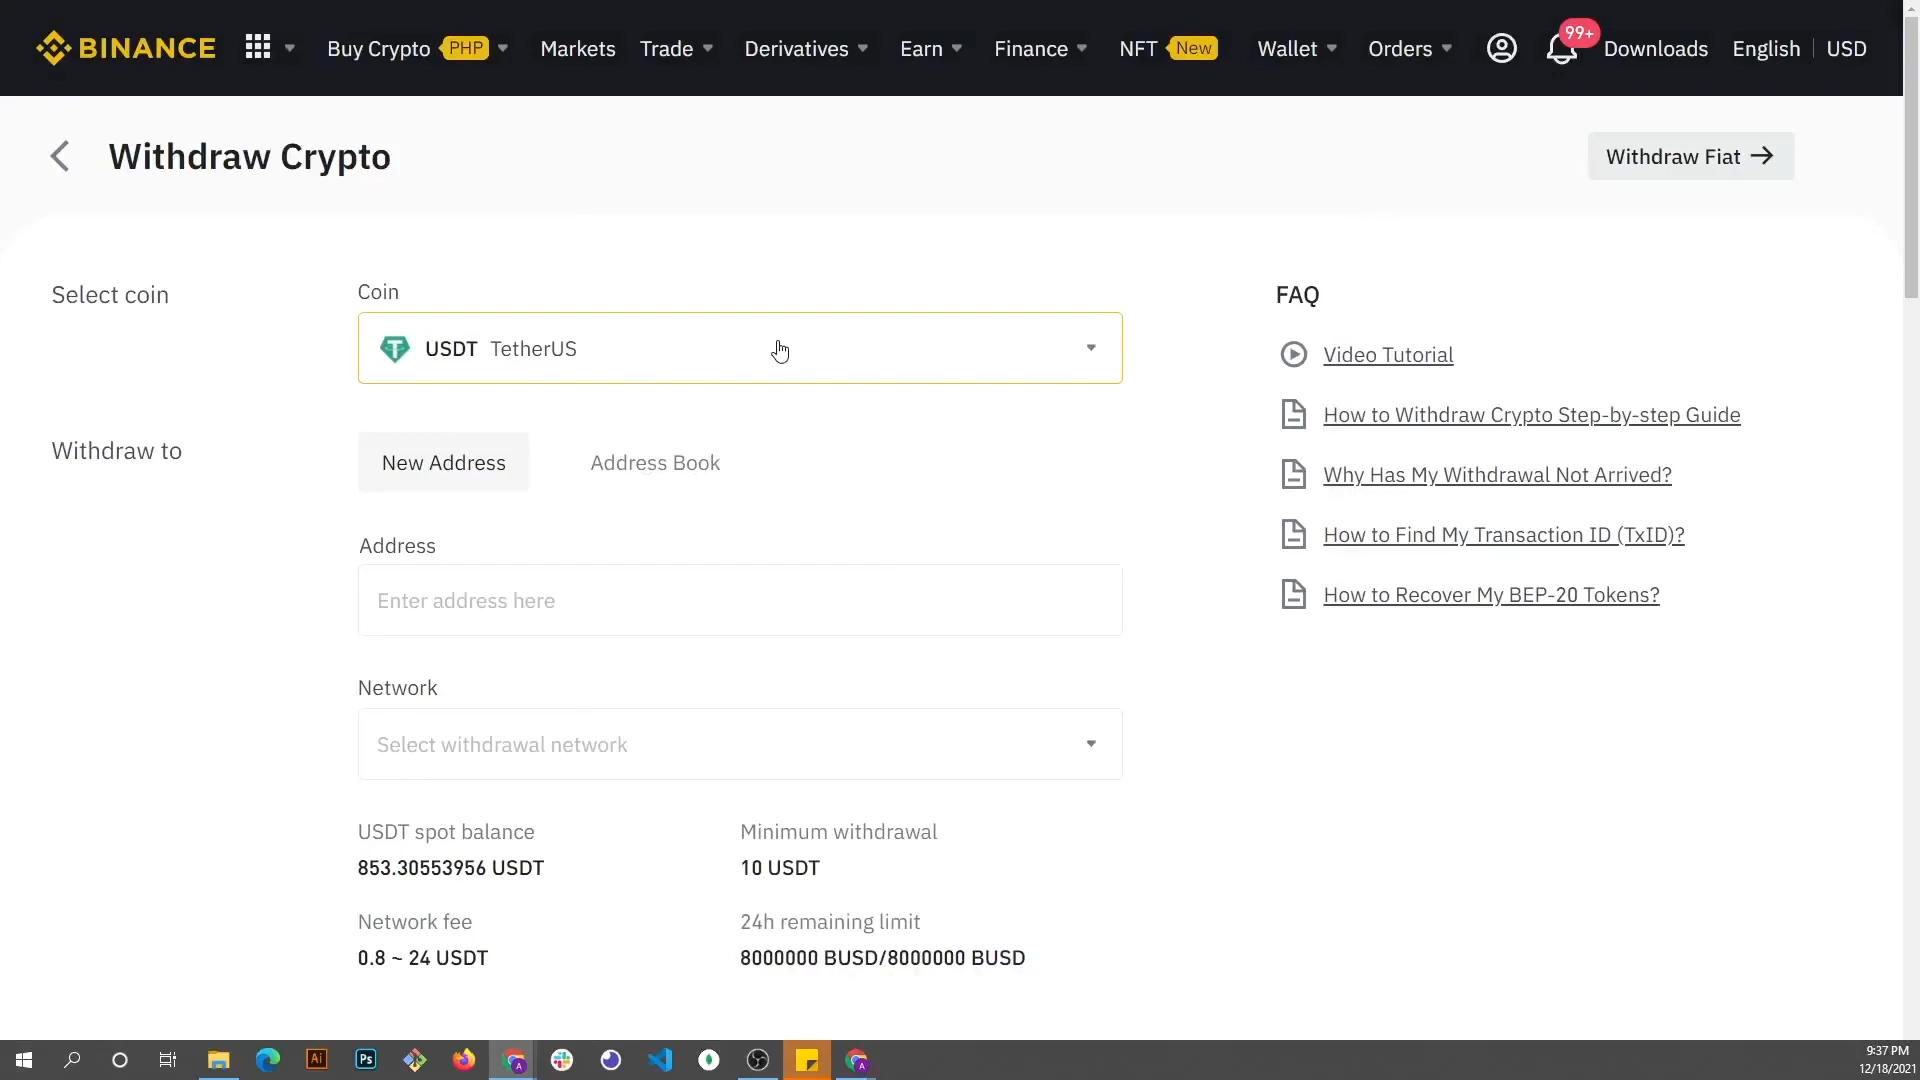 BINANCE
Buy Crypto PHP
Markets
Trade
Derivatives
Earn
Finance
NFT New
Wallet
Orders
99+
Downloads
English
USD
Withdraw Crypto
Withdraw Fiat
Select coin
Coin
USDT TetherUS
Withdraw to
New Address
Address Book
Address
Enter address here
Network
Select withdrawal network
USDT spot balance
853.30553956 USDT
Minimum withdrawal
10 USDT
Network fee
0.8 ~ 24 USDT
24h remaining limit
8000000 BUSD/8000000 BUSD
FAQ
Video Tutorial
How to Withdraw Crypto Step-by-step Guide
Why Has My Withdrawal Not Arrived?
How to Find My Transaction ID (TxID)?
How to Recover My BEP-20 Tokens?
Ai
Ps
A
A
9:37 PM
12/18/2021